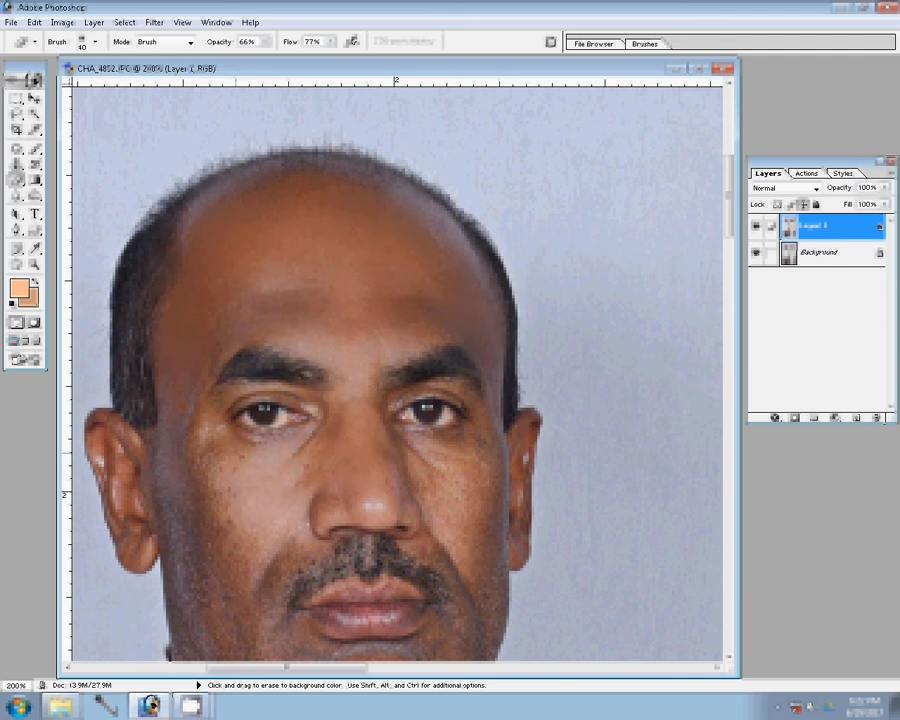 Adobe Photoshop
File Edit Image Layer Select Filter View Window Help
Brush: 40 Mode: Brush Opacity: 66% Flow: 77% File Browser Brushes
CHA_4852.JPG @ 200% (Layer 1, RGB)
2
Layers Actions Styles
Normal Opacity: 100%
Lock: Fill: 100%
Layer 1
Background
T
2
200% Doc: 13.9M/27.9M Click and drag to erase to background color. Use Shift, Alt, and Ctrl for additional options.